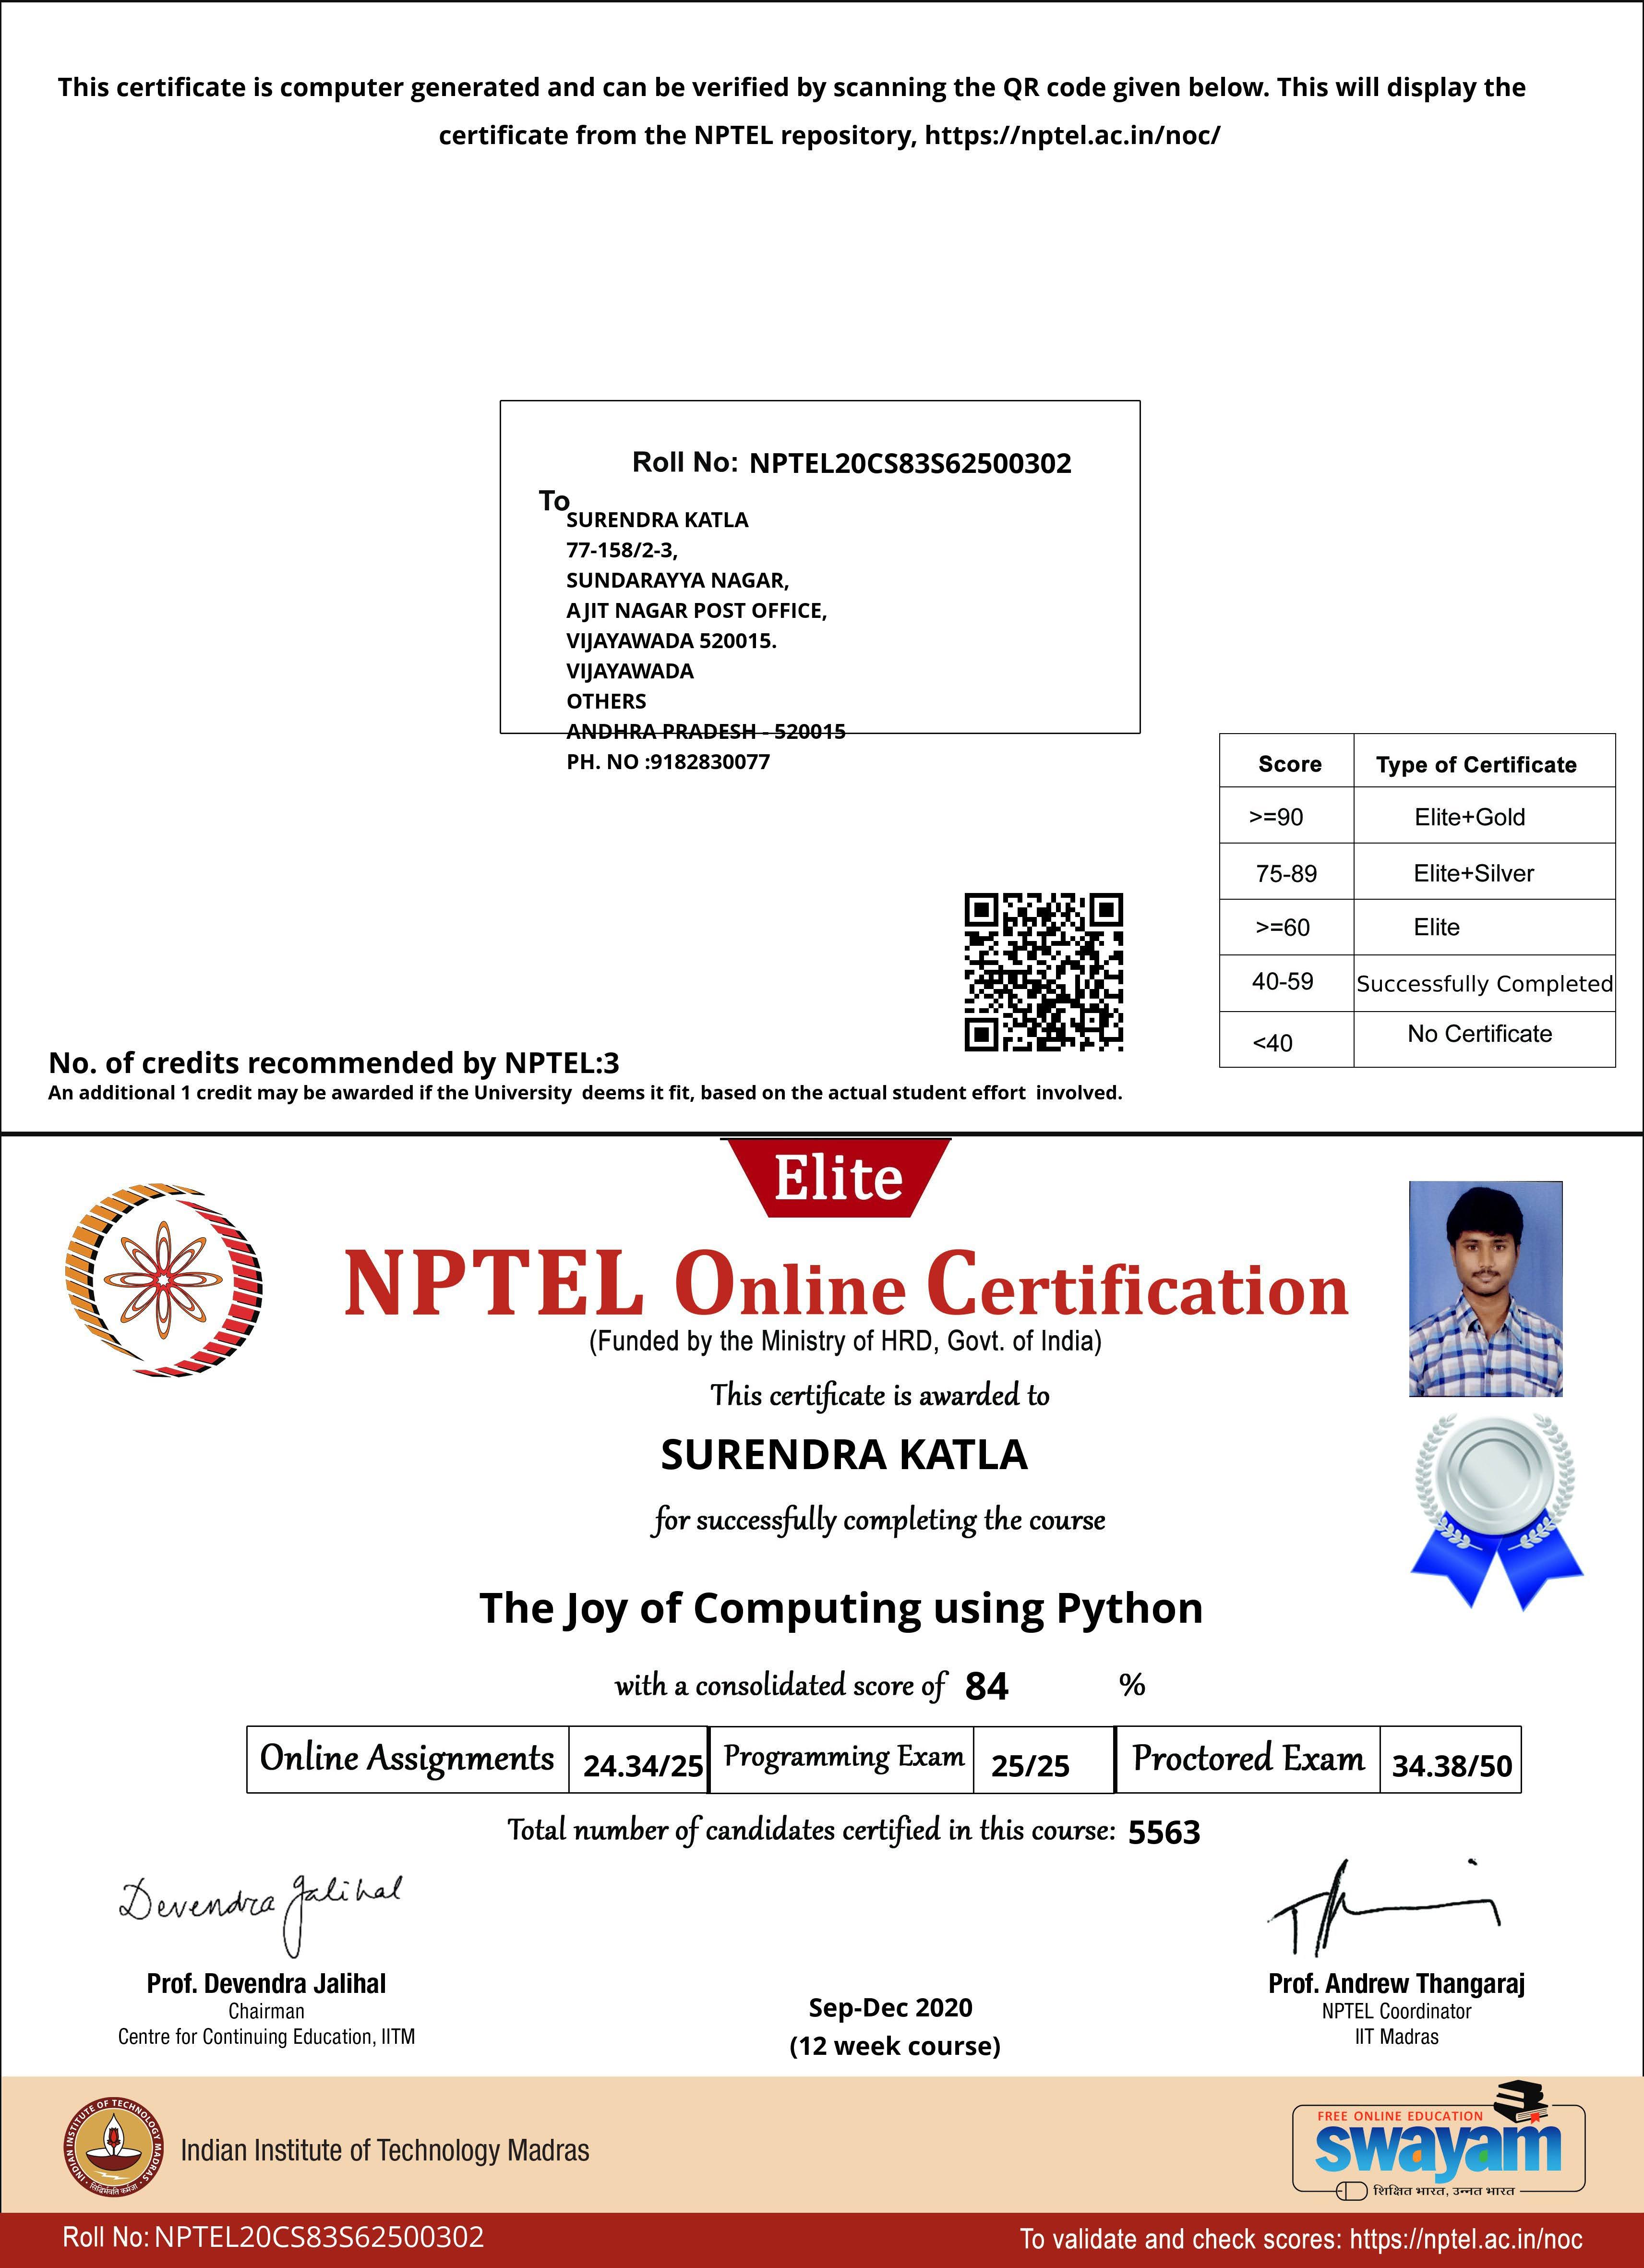 This certificate is computer generated and can be verified by scanning the QR code given below. This will display the
certificate from the NPTEL repository, https://nptel.ac.in/noc/
Roll No: NPTEL20CS83S62500302
To
SURENDRA KATLA
77-158/2-3,
SUNDARAYYA NAGAR,
AJIT NAGAR POST OFFICE,
VIJAYAWADA 520015.
VIJAYAWADA
OTHERS
ANDHRA PRADESH - 520015
PH. NO :9182830077
Score Type of Certificate
>=90 Elite+Gold
75-89 Elite+Silver
>=60 Elite
40-59 Successfully Completed
<40 No Certificate
No. of credits recommended by NPTEL:3
An additional 1 credit may be awarded if the University deems it fit, based on the actual student effort involved.
Elite
NPTEL Online Certification
(Funded by the Ministry of HRD, Govt. of India)
This certificate is awarded to
SURENDRA KATLA
for successfully completing the course
The Joy of Computing using Python
with a consolidated score of 84 %
Online Assignments 24.34/25 Programming Exam 25/25 Proctored Exam 34.38/50
Total number of candidates certified in this course: 5563
Devendra Jalihal
Prof. Devendra Jalihal
Chairman
Centre for Continuing Education, IITM
Sep-Dec 2020
(12 week course)
Prof. Andrew Thangaraj
NPTEL Coordinator
IIT Madras
INDIAN INSTITUTE OF TECHNOLOGY MADRAS
सिद्धिर्भवति कर्मजा
Indian Institute of Technology Madras
FREE ONLINE EDUCATION
swayam
शिक्षित भारत, उन्नत भारत
Roll No: NPTEL20CS83S62500302
To validate and check scores: https://nptel.ac.in/noc